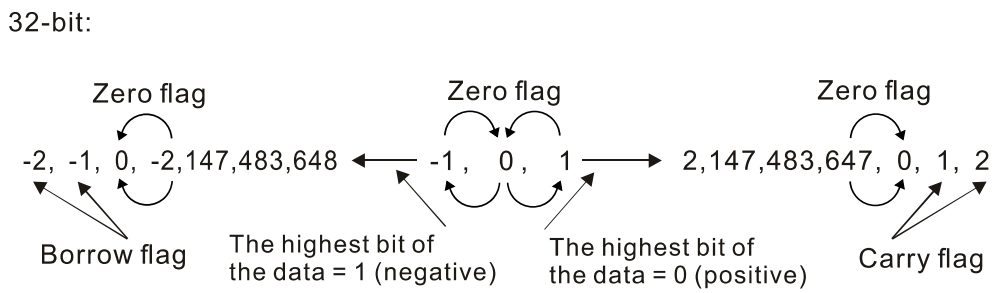 32-bit:
Zero flag Zero flag Zero flag
-2, -1, 0, -2,147,483,648 -1, 0, 1 2,147,483,647, 0, 1, 2
Borrow flag
The highest bit of
the data = 1 (negative)
The highest bit of
the data = 0 (positive)
Carry flag